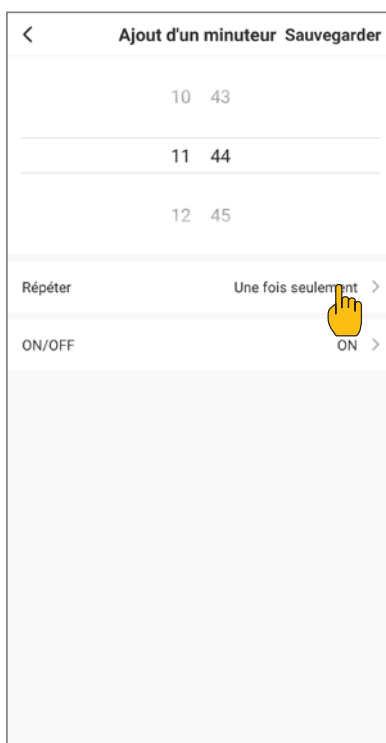 Ajout d'un minuteur Sauvegarder
10 43
11 44
12 45
Répéter Une fois seulement
ON/OFF ON